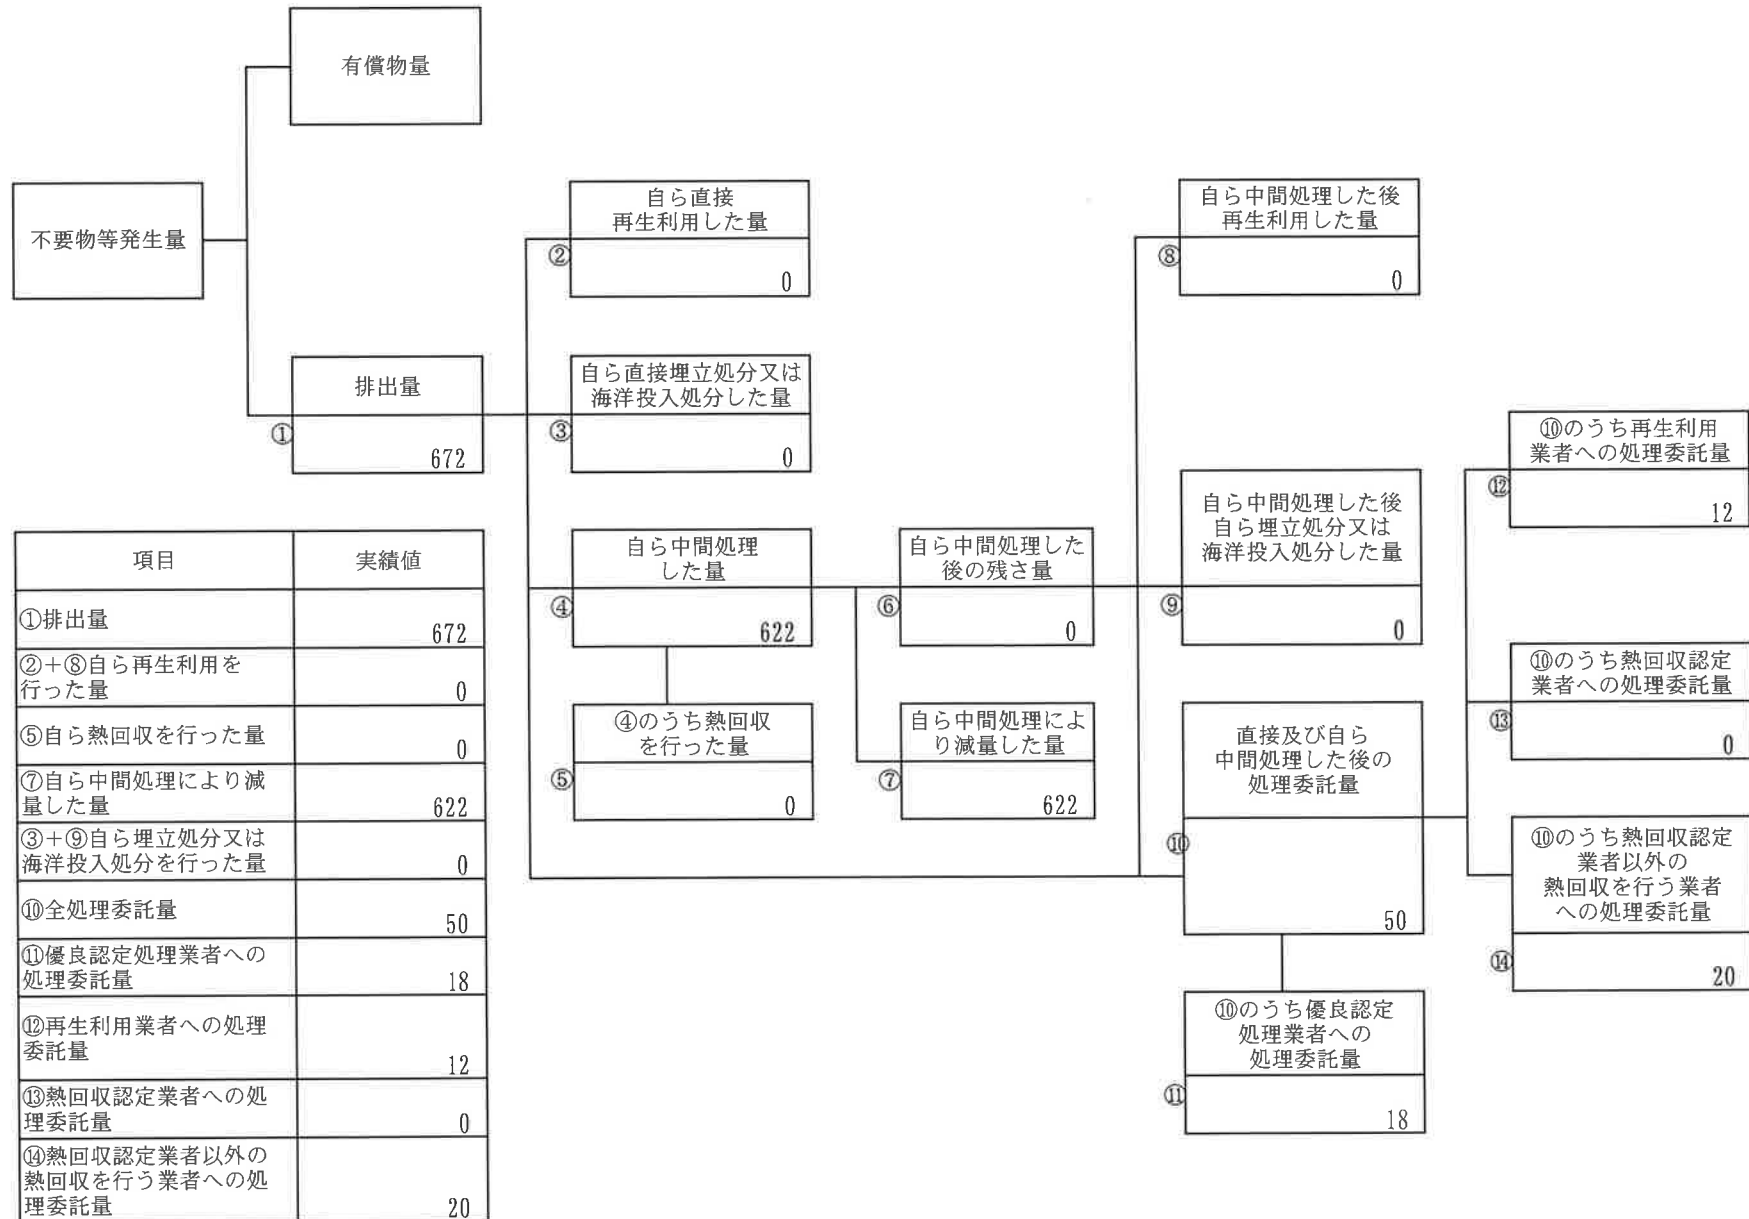 有償物量
不要物等発生量
排出量
①
672
自ら直接
再生利用した量
②
0
自ら直接埋立処分又は
海洋投入処分した量
③
0
自ら中間処理
した量
④
622
④のうち熱回収
を行った量
⑤
0
自ら中間処理した
後の残さ量
⑥
0
自ら中間処理によ
り減量した量
⑦
622
自ら中間処理した後
再生利用した量
⑧
0
自ら中間処理した後
自ら埋立処分又は
海洋投入処分した量
⑨
0
直接及び自ら
中間処理した後の
処理委託量
⑩
50
⑩のうち優良認定
処理業者への
処理委託量
⑪
18
⑩のうち再生利用
業者への処理委託量
⑫
12
⑩のうち熱回収認定
業者への処理委託量
⑬
0
⑩のうち熱回収認定
業者以外の
熱回収を行う業者
への処理委託量
⑭
20
項目 実績値
①排出量
672
②+⑧自ら再生利用を
行った量
0
⑤自ら熱回収を行った量
0
⑦自ら中間処理により減
量した量
622
③+⑨自ら埋立処分又は
海洋投入処分を行った量
0
⑩全処理委託量
50
⑪優良認定処理業者への
処理委託量
18
⑫再生利用業者への処理
委託量
12
⑬熱回収認定業者への処
理委託量
0
⑭熱回収認定業者以外の
熱回収を行う業者への処
理委託量
20